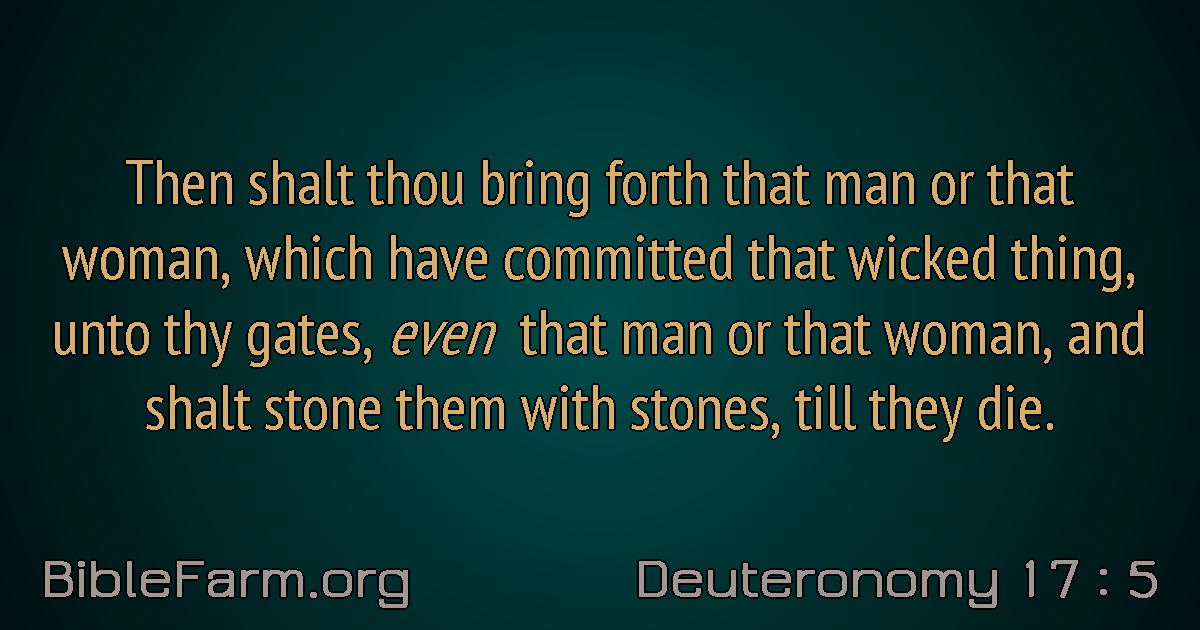 Then shalt thou bring forth that man or that
woman, which have committed that wicked thing,
unto thy gates, even that man or that woman, and
shalt stone them with stones, till they die.
BibleFarm.org
Deuteronomy 17 : 5